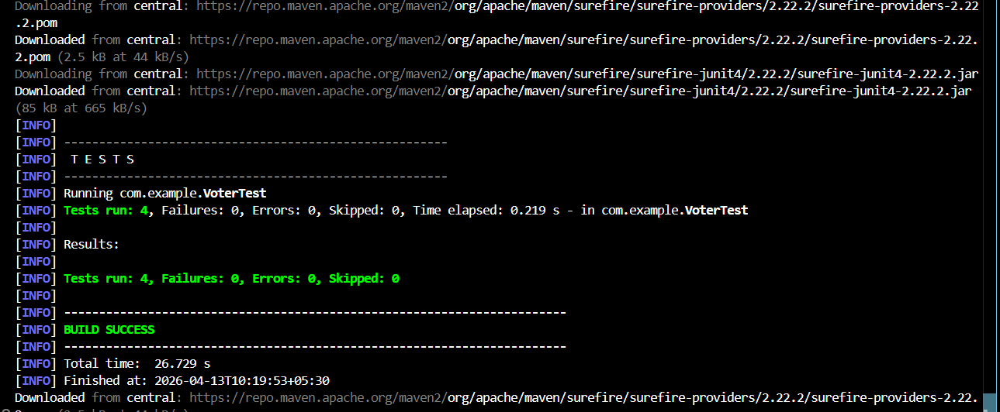 Downloading from central: https://repo.maven.apache.org/maven2/org/apache/maven/surefire/surefire-providers/2.22.2/surefire-providers-2.22
.2.pom
Downloaded from central: https://repo.maven.apache.org/maven2/org/apache/maven/surefire/surefire-providers/2.22.2/surefire-providers-2.22.
2.pom (2.5 kB at 44 kB/s)
Downloading from central: https://repo.maven.apache.org/maven2/org/apache/maven/surefire/surefire-junit4/2.22.2/surefire-junit4-2.22.2.jar
Downloaded from central: https://repo.maven.apache.org/maven2/org/apache/maven/surefire/surefire-junit4/2.22.2/surefire-junit4-2.22.2.jar
(85 kB at 665 kB/s)
[INFO]
[INFO] -------------------------------------------------------
[INFO]  T E S T S
[INFO] -------------------------------------------------------
[INFO] Running com.example.VoterTest
[INFO] Tests run: 4, Failures: 0, Errors: 0, Skipped: 0, Time elapsed: 0.219 s - in com.example.VoterTest
[INFO]
[INFO] Results:
[INFO]
[INFO] Tests run: 4, Failures: 0, Errors: 0, Skipped: 0
[INFO]
[INFO] ------------------------------------------------------------------------
[INFO] BUILD SUCCESS
[INFO] ------------------------------------------------------------------------
[INFO] Total time:  26.729 s
[INFO] Finished at: 2026-04-13T10:19:53+05:30
Downloaded from central: https://repo.maven.apache.org/maven2/org/apache/maven/surefire/surefire-providers/2.22.2/surefire-providers-2.22.